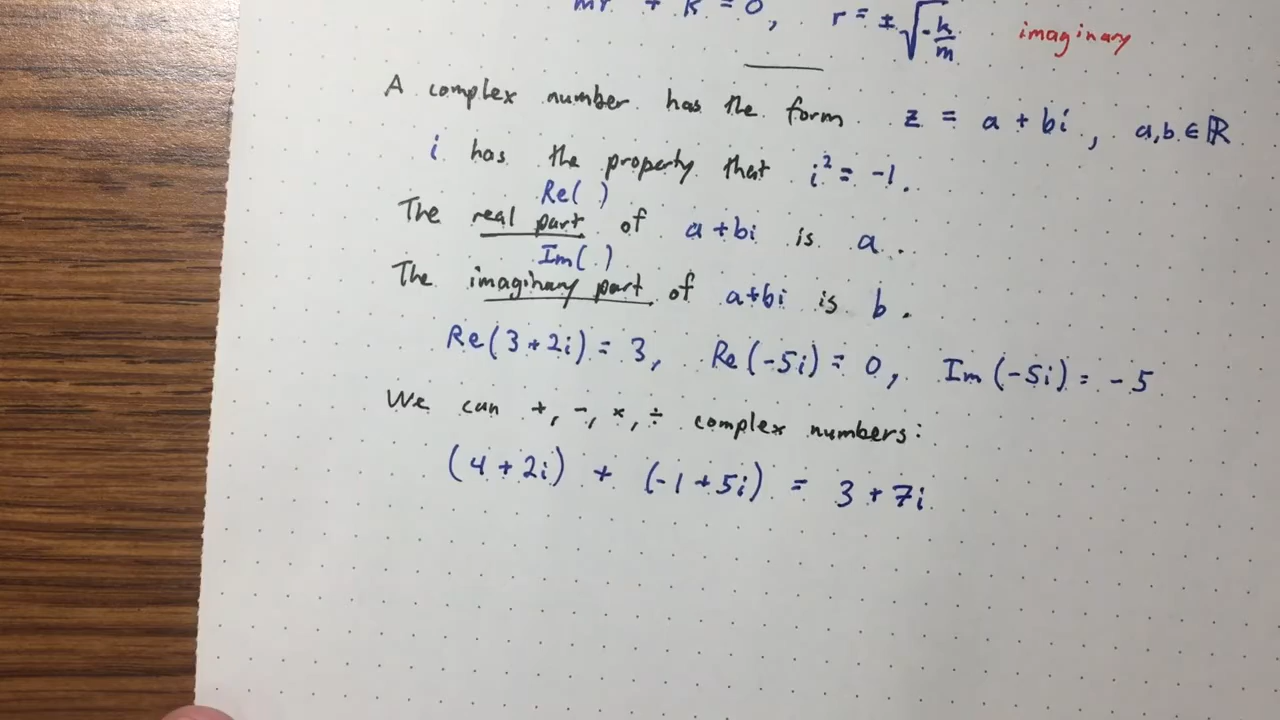 mr² + k = 0, r = ±√(-k/m) imaginary
A complex number has the form z = a + bi, a,b ∈ ℝ
i has the property that i² = -1.
Re( )
The real part of a+bi is a.
Im( )
The imaginary part of a+bi is b.
Re(3+2i) = 3, Re(-5i) = 0, Im(-5i) = -5
We can +, -, ×, ÷ complex numbers:
(4+2i) + (-1+5i) = 3+7i